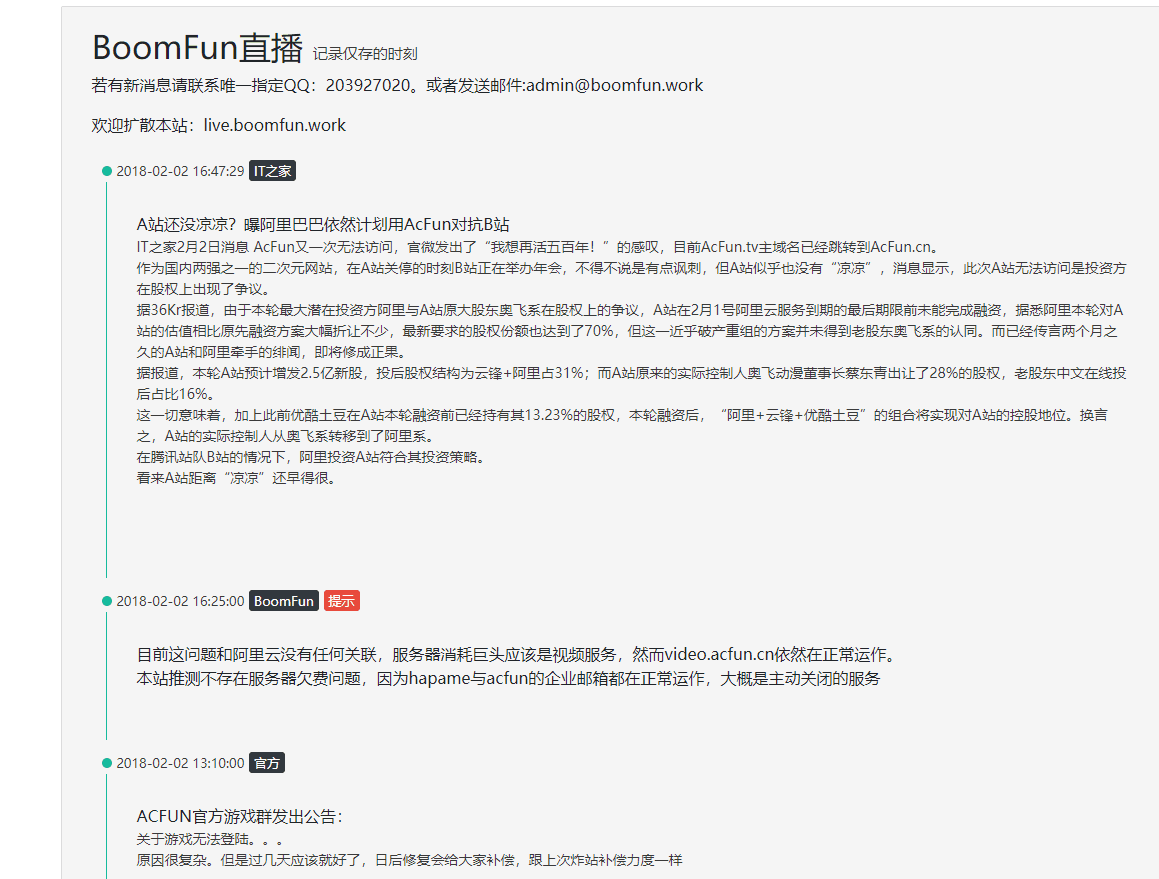 BoomFun直播 记录仅存的时刻
若有新消息请联系唯一指定QQ：203927020。或者发送邮件:admin@boomfun.work
欢迎扩散本站：live.boomfun.work
2018-02-02 16:47:29 IT之家
A站还没凉凉？曝阿里巴巴依然计划用AcFun对抗B站
IT之家2月2日消息 AcFun又一次无法访问，官微发出了“我想再活五百年！”的感叹，目前AcFun.tv主域名已经跳转到AcFun.cn。
作为国内两强之一的二次元网站，在A站关停的时刻B站正在举办年会，不得不说是有点讽刺，但A站似乎也没有“凉凉”，消息显示，此次A站无法访问是投资方
在股权上出现了争议。
据36Kr报道，由于本轮最大潜在投资方阿里与A站原大股东奥飞系在股权上的争议，A站在2月1号阿里云服务到期的最后期限前未能完成融资，据悉阿里本轮对A
站的估值相比原先融资方案大幅折让不少，最新要求的股权份额也达到了70%，但这一近乎破产重组的方案并未得到老股东奥飞系的认同。而已经传言两个月之
久的A站和阿里牵手的绯闻，即将修成正果。
据报道，本轮A站预计增发2.5亿新股，投后股权结构为云锋+阿里占31%；而A站原来的实际控制人奥飞动漫董事长蔡东青出让了28%的股权，老股东中文在线投
后占比16%。
这一切意味着，加上此前优酷土豆在A站本轮融资前已经持有其13.23%的股权，本轮融资后，“阿里+云锋+优酷土豆”的组合将实现对A站的控股地位。换言
之，A站的实际控制人从奥飞系转移到了阿里系。
在腾讯站队B站的情况下，阿里投资A站符合其投资策略。
看来A站距离“凉凉”还早得很。
2018-02-02 16:25:00 BoomFun 提示
目前这问题和阿里云没有任何关联，服务器消耗巨头应该是视频服务，然而video.acfun.cn依然在正常运作。
本站推测不存在服务器欠费问题，因为hapame与acfun的企业邮箱都在正常运作，大概是主动关闭的服务
2018-02-02 13:10:00 官方
ACFUN官方游戏群发出公告：
关于游戏无法登陆。。。
原因很复杂。但是过几天应该就好了，日后修复会给大家补偿，跟上次炸站补偿力度一样